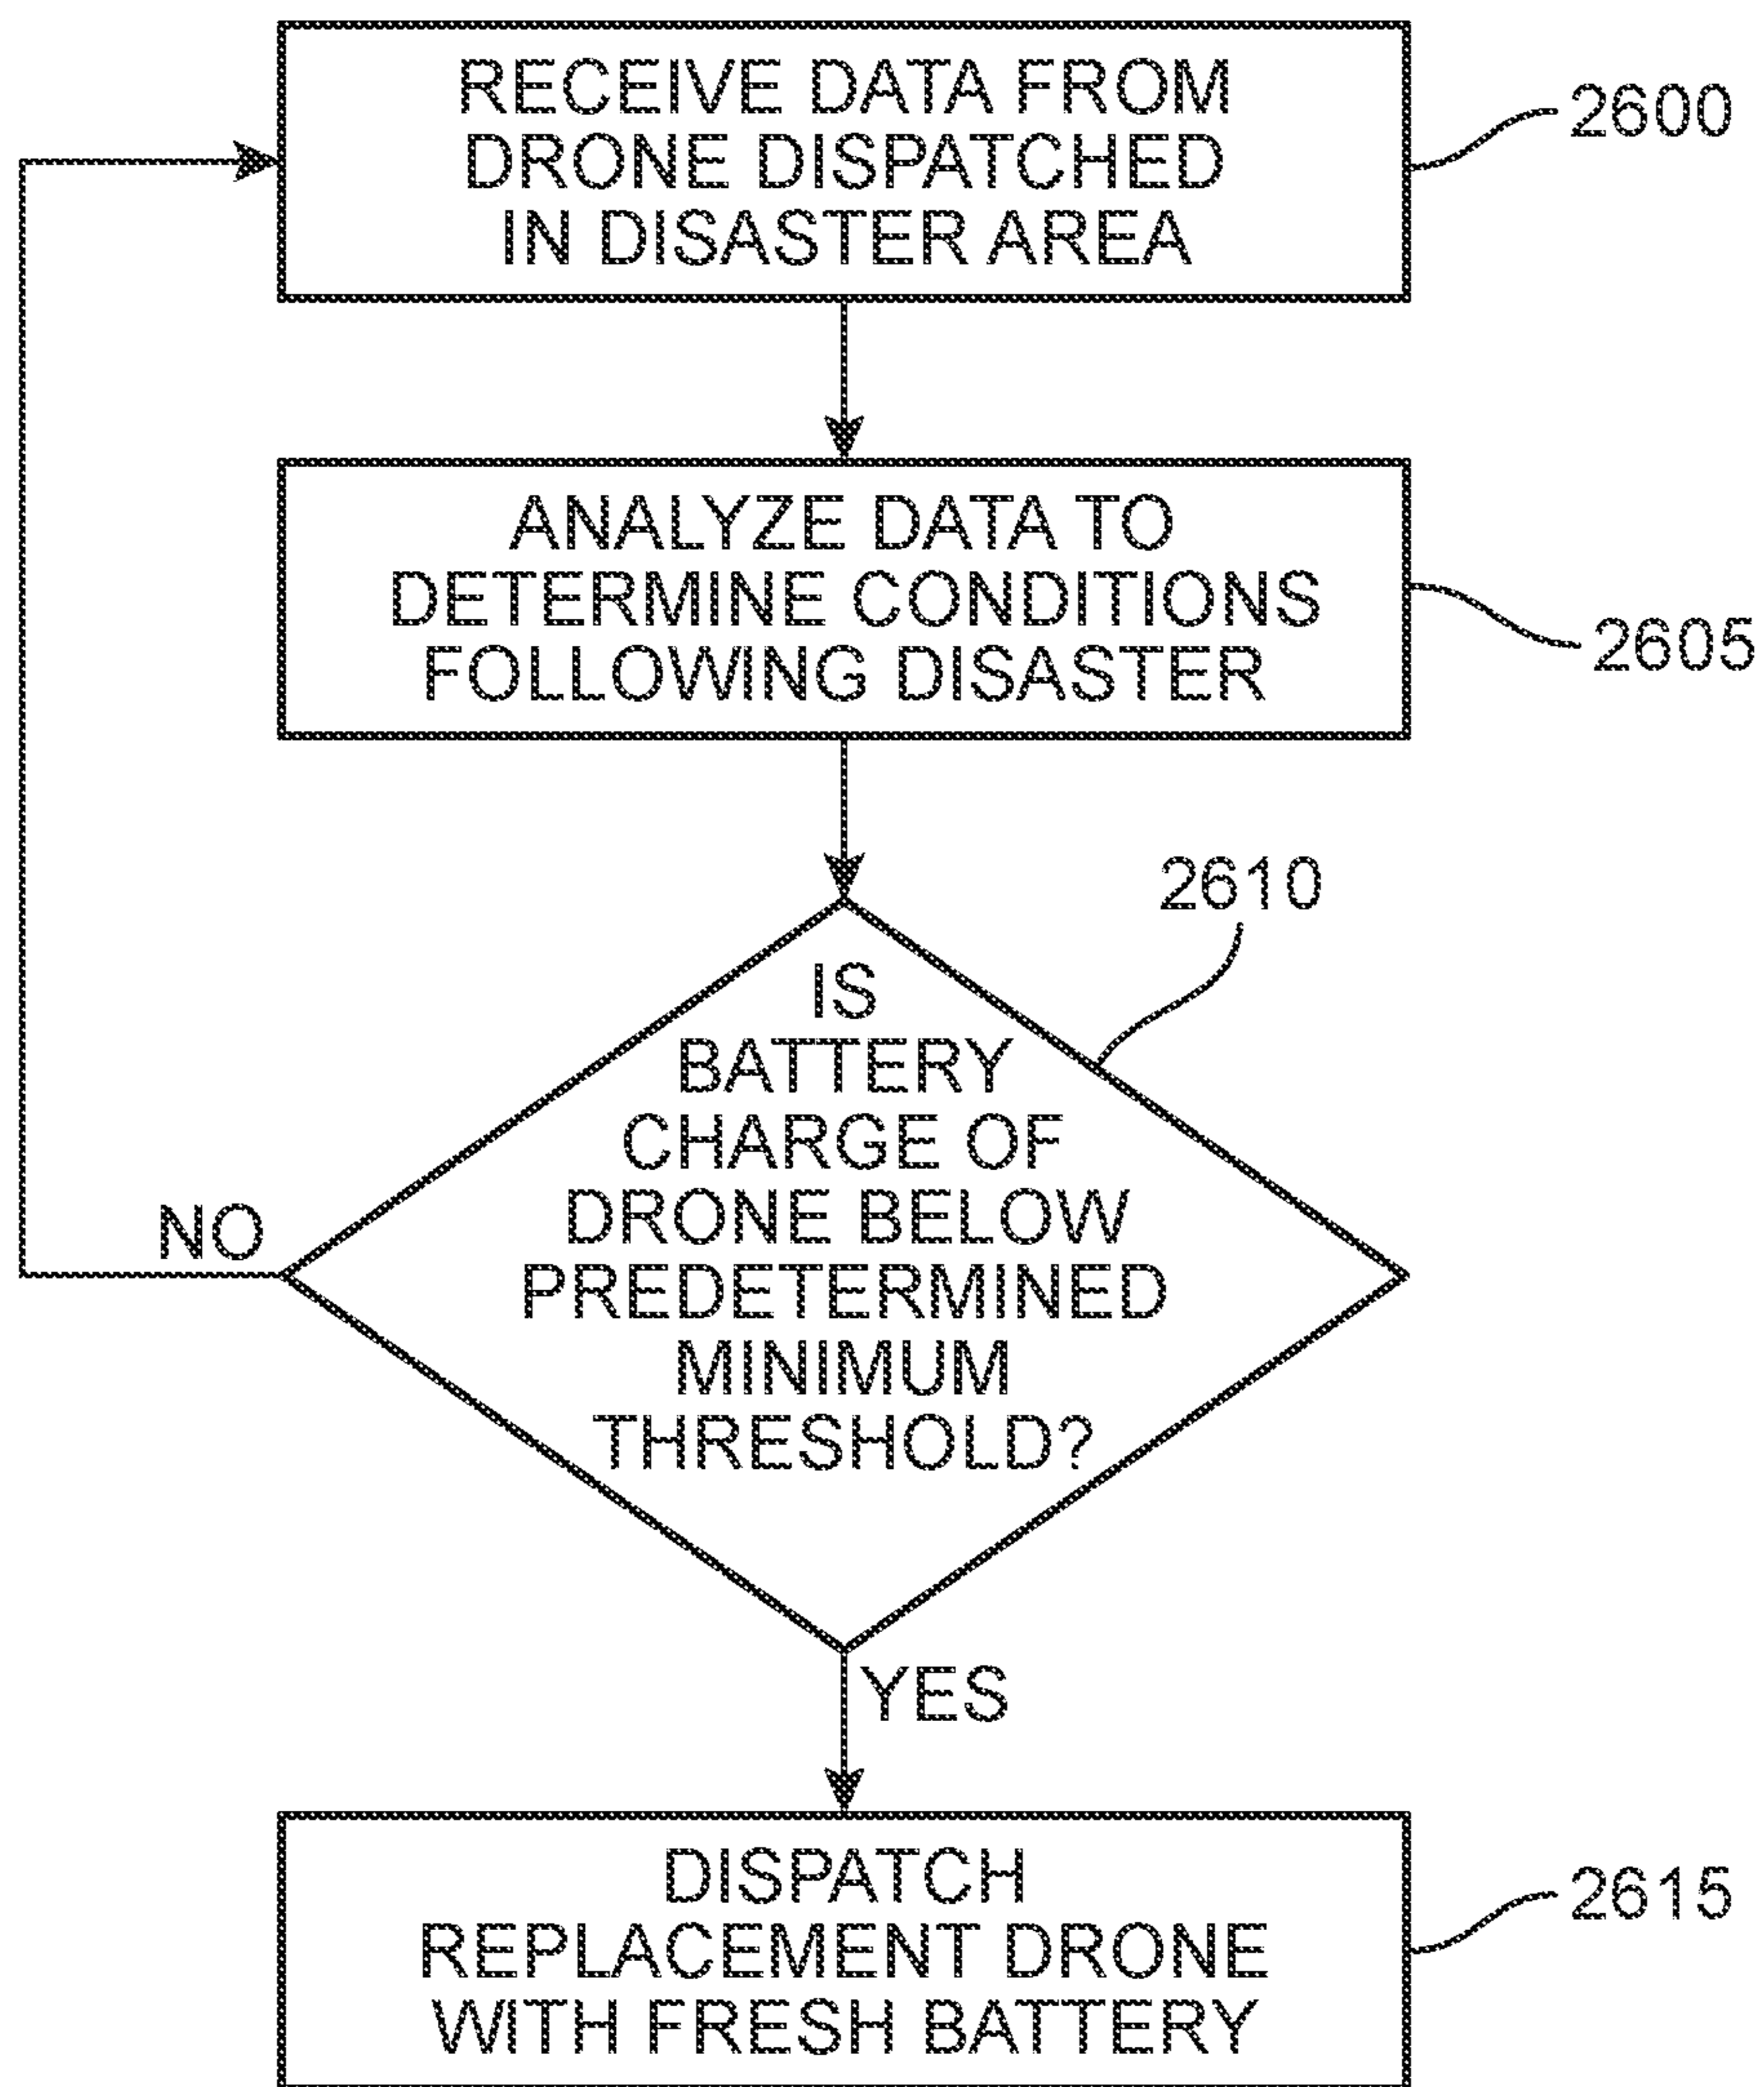 RECEIVE DATA FROM
DRONE DISPATCHED
IN DISASTER AREA
2600
ANALYZE DATA TO
DETERMINE CONDITIONS
FOLLOWING DISASTER
2605
2610
IS
BATTERY
CHARGE OF
DRONE BELOW
PREDETERMINED
MINIMUM
THRESHOLD?
NO
YES
DISPATCH
REPLACEMENT DRONE
WITH FRESH BATTERY
2615